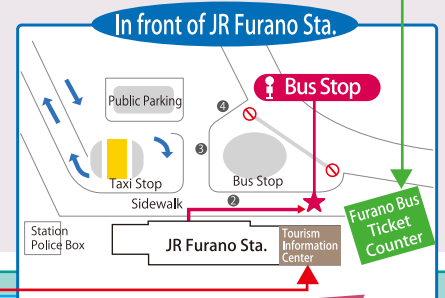 In front of JR Furano Sta.
Bus Stop
Public Parking
4
3
Taxi Stop
Bus Stop
Sidewalk
2
Furano Bus
Ticket
Counter
Station
Police Box
JR Furano Sta.
Tourism
Information
Center